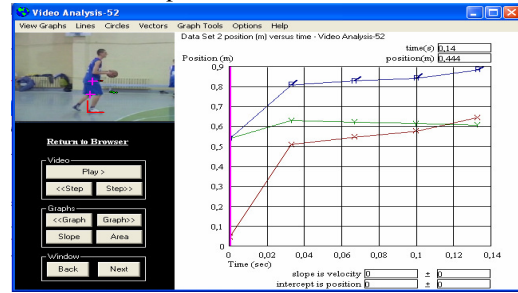 Video Analysis-52
View Graphs Lines Circles Vectors Graph Tools Options Help
Data Set 2 position (m) versus time - Video Analysis-52
time(s) 0,14
Position (m) position(m) 0,444
0,9
0,8
0,7
0,6
0,5
0,4
0,3
0,2
0,1
0
0 0,02 0,04 0,06 0,08 0,1 0,12 0,14
Time (sec)
slope is velocity 0 ± 0
intercept is position 0 ± 0
Return to Browser
Video
Play >
<<Step Step>>
Graphs
<<Graph Graph>>
Slope Area
Window
Back Next